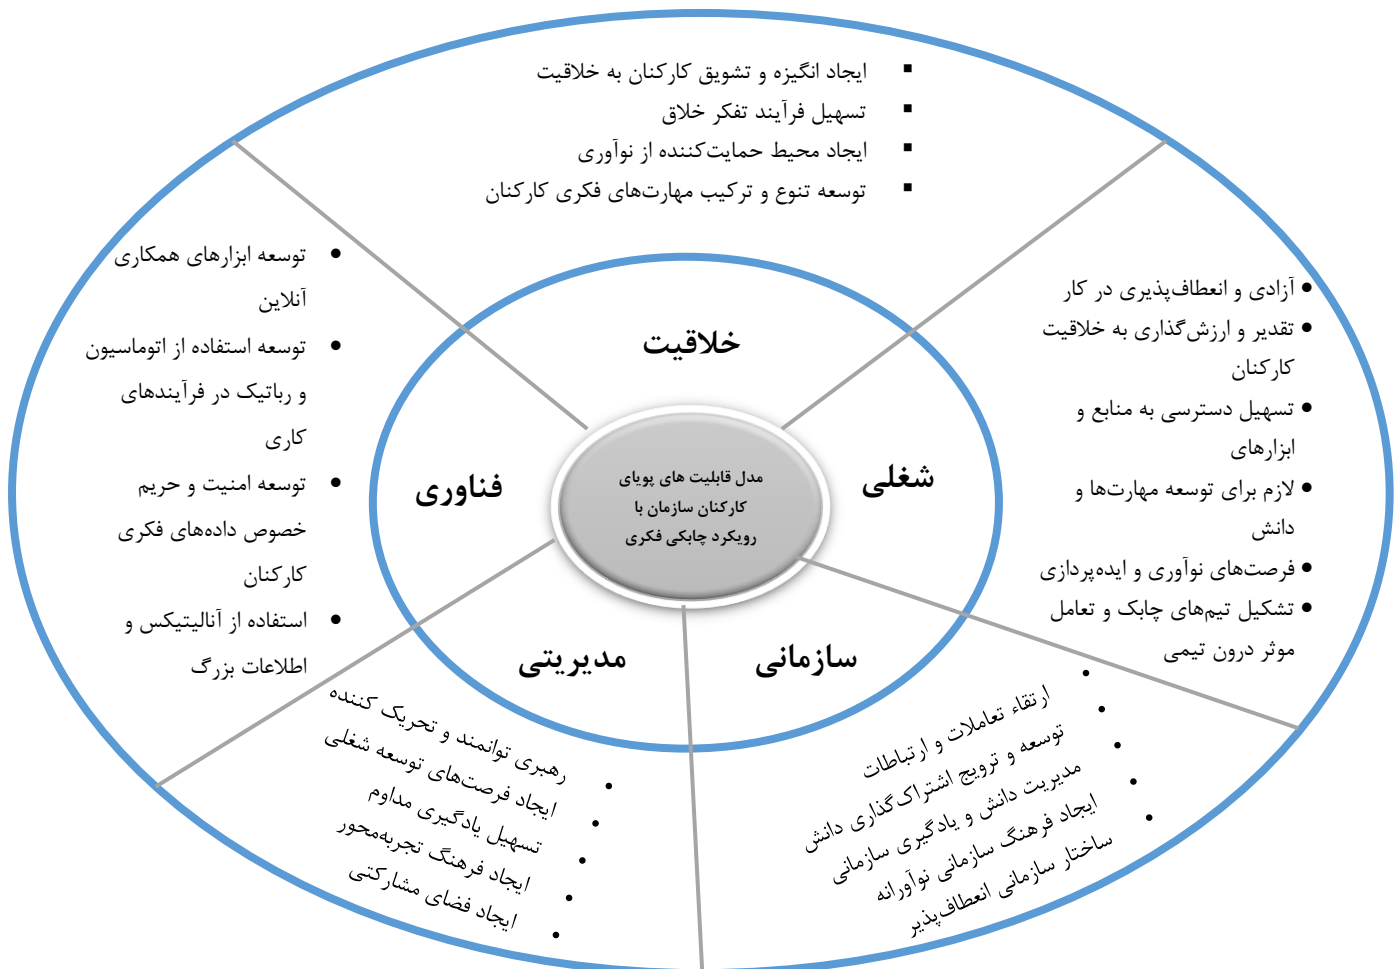 ▪ ایجاد انگیزه و تشویق کارکنان به خلاقیت
▪ تسهیل فرآیند تفکر خلاق
▪ ایجاد محیط حمایت‌کننده از نوآوری
▪ توسعه تنوع و ترکیب مهارت‌های فکری کارکنان
خلاقیت
• آزادی و انعطاف‌پذیری در کار
• تقدیر و ارزش‌گذاری به خلاقیت
کارکنان
• تسهیل دسترسی به منابع و
ابزارهای
• لازم برای توسعه مهارت‌ها و
دانش
• فرصت‌های نوآوری و ایده‌پردازی
• تشکیل تیم‌های چابک و تعامل
موثر درون تیمی
شغلی
مدل قابلیت های پویای
کارکنان سازمان با
رویکرد چابکی فکری
فناوری
• توسعه ابزارهای همکاری
آنلاین
• توسعه استفاده از اتوماسیون
و رباتیک در فرآیندهای
کاری
• توسعه امنیت و حریم
خصوص داده‌های فکری
کارکنان
• استفاده از آنالیتیکس و
اطلاعات بزرگ
سازمانی
• ارتقاء تعاملات و ارتباطات
• توسعه و ترویج اشتراک‌گذاری دانش
• مدیریت دانش و یادگیری سازمانی
• ایجاد فرهنگ سازمانی نوآورانه
• ساختار سازمانی انعطاف‌پذیر
مدیریتی
• رهبری توانمند و تحریک کننده
• ایجاد فرصت‌های توسعه شغلی
• تسهیل یادگیری مداوم
• ایجاد فرهنگ تجربه‌محور
• ایجاد فضای مشارکتی